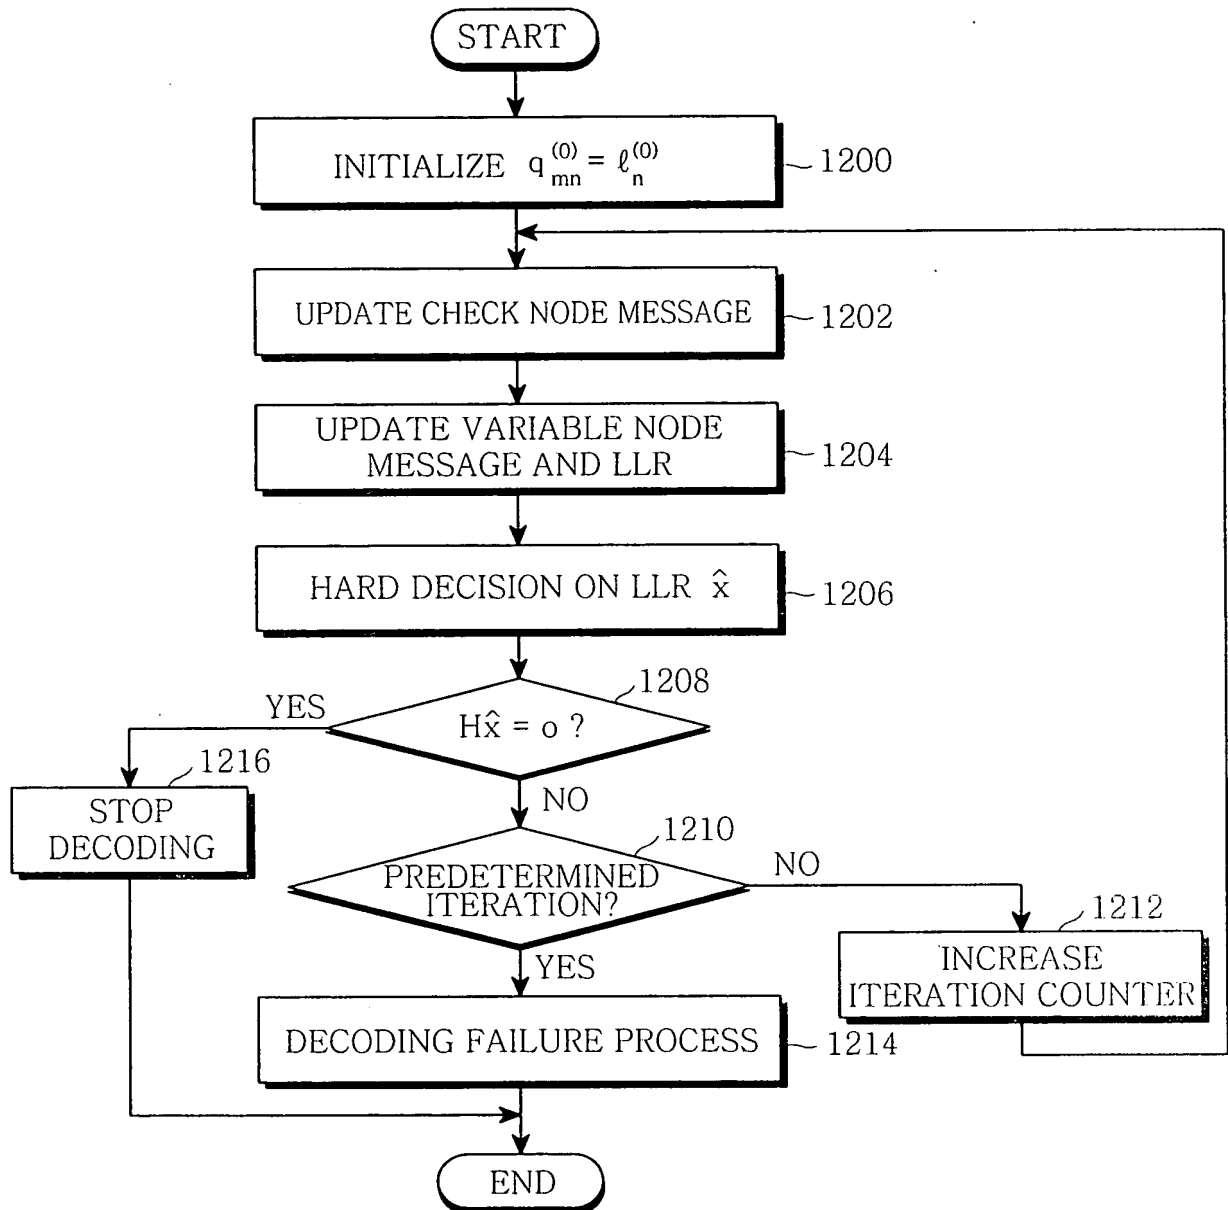 START
INITIALIZE q_{mn}^{(0)} = ℓ_n^{(0)}
1200
UPDATE CHECK NODE MESSAGE
1202
UPDATE VARIABLE NODE
MESSAGE AND LLR
1204
HARD DECISION ON LLR x̂
1206
1208
YES
Hx̂ = o ?
1216
STOP
DECODING
NO
1210
PREDETERMINED
ITERATION?
NO
1212
INCREASE
ITERATION COUNTER
YES
DECODING FAILURE PROCESS
1214
END